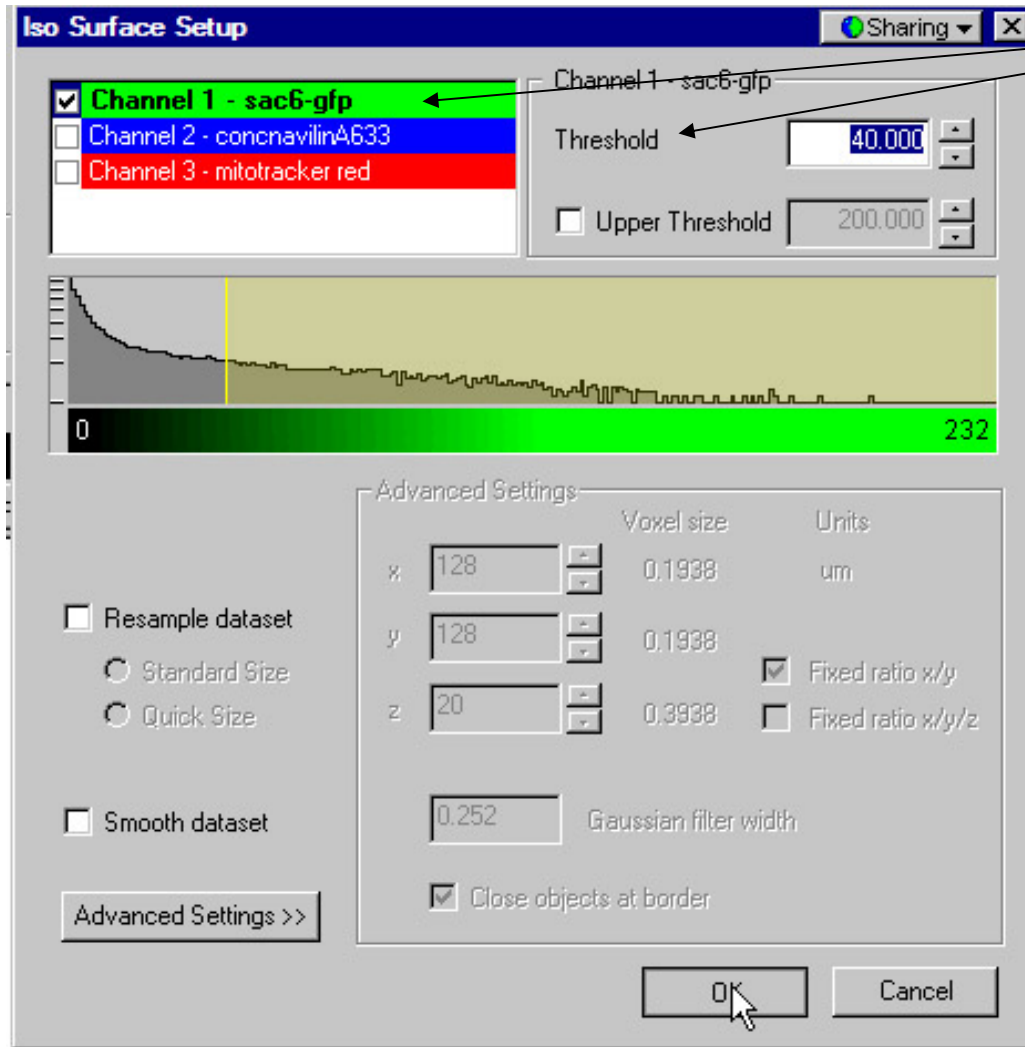 Iso Surface Setup
Sharing
Channel 1 - sac6-gfp
Channel 2 - concnavilinA633
Channel 3 - mitotracker red
Channel 1 - sac6-gfp
Threshold 40.000
Upper Threshold 200.000
0 232
Advanced Settings
Voxel size Units
x 128 0.1938 um
y 128 0.1938
z 20 0.3938
Fixed ratio x/y
Fixed ratio x/y/z
Resample dataset
Standard Size
Quick Size
0.252 Gaussian filter width
Smooth dataset
Close objects at border
Advanced Settings >>
OK Cancel